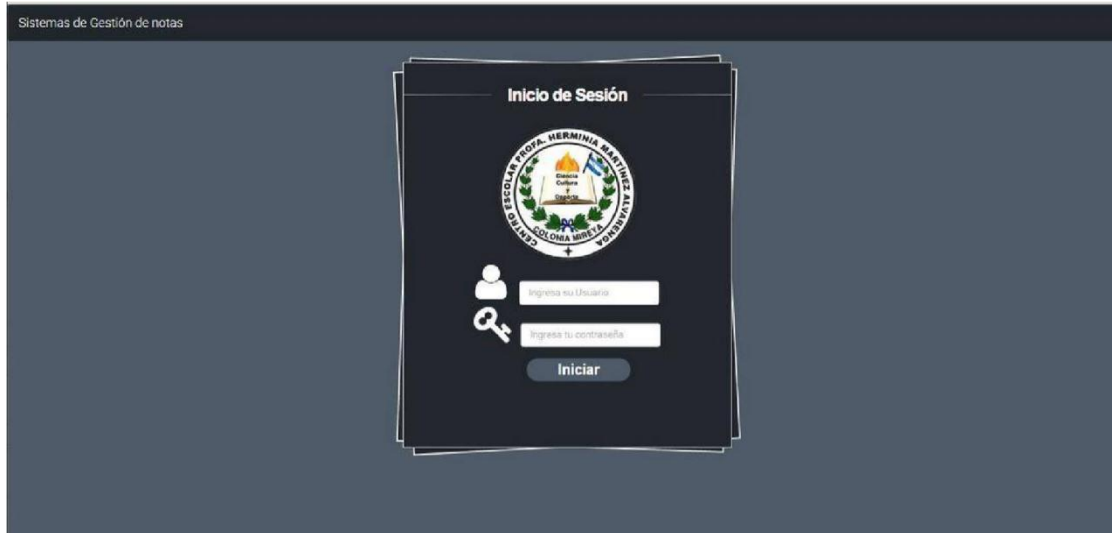 Sistemas de Gestión de notas
Inicio de Sesión
CENTRO ESCOLAR PROFA. HERMINIA MARTÍNEZ ALVARENGA
Ciencia
Cultura
Y
Deporte
COLONIA MIREYA
Ingresa su Usuario
Ingresa tu contraseña
Iniciar